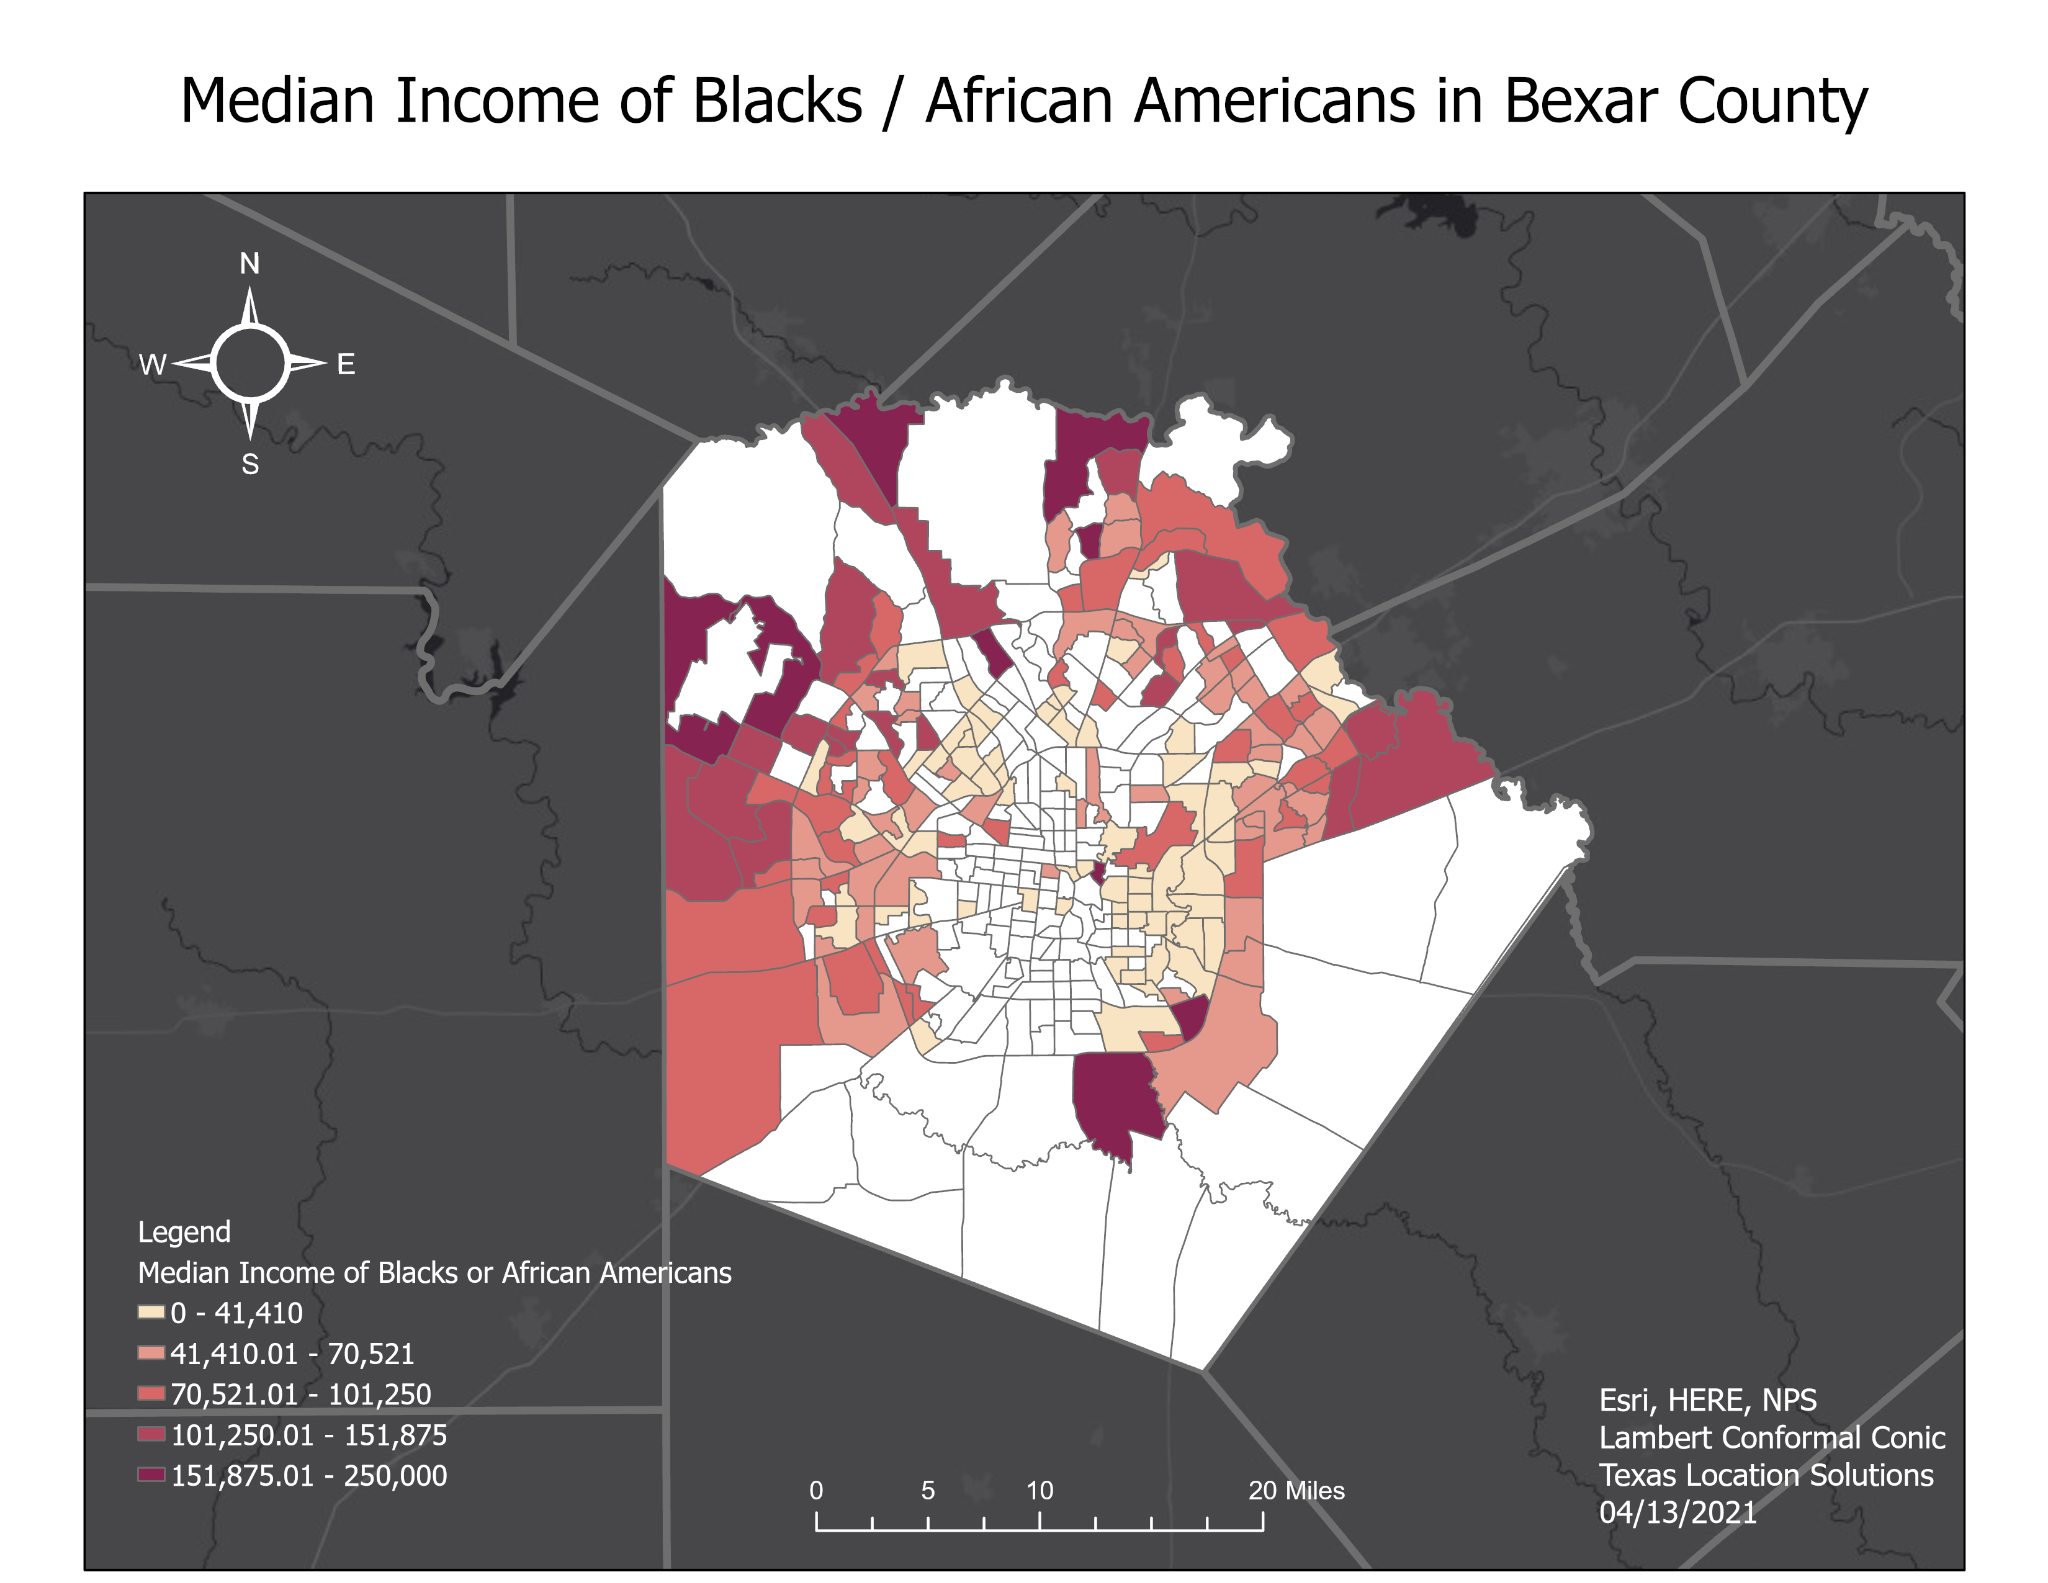 Median Income of Blacks / African Americans in Bexar County
N
W E
S
Legend
Median Income of Blacks or African Americans
0 - 41,410
41,410.01 - 70,521
70,521.01 - 101,250
101,250.01 - 151,875
151,875.01 - 250,000
0 5 10 20 Miles
Esri, HERE, NPS
Lambert Conformal Conic
Texas Location Solutions
04/13/2021